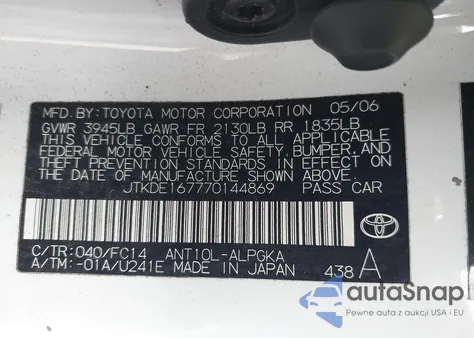 MFD.BY:TOYOTA MOTOR CORPORATION 05/06
GVWR 3945LB GAWR FR 2130LB RR 1835LB
THIS VEHICLE CONFORMS TO ALL APPLICABLE
FEDERAL MOTOR VEHICLE SAFETY,BUMPER,AND
THEFT PREVENTION STANDARDS IN EFFECT ON
THE DATE OF MANUFACTURE SHOWN ABOVE.
JTKDE167770144869 PASS CAR
TOYOTA
C/TR:040/FC14 ANT10L-ALPGKA
A/TM:-01A/U241E MADE IN JAPAN 438 A
autoSnap
Pewne auta z aukcji USA i EU